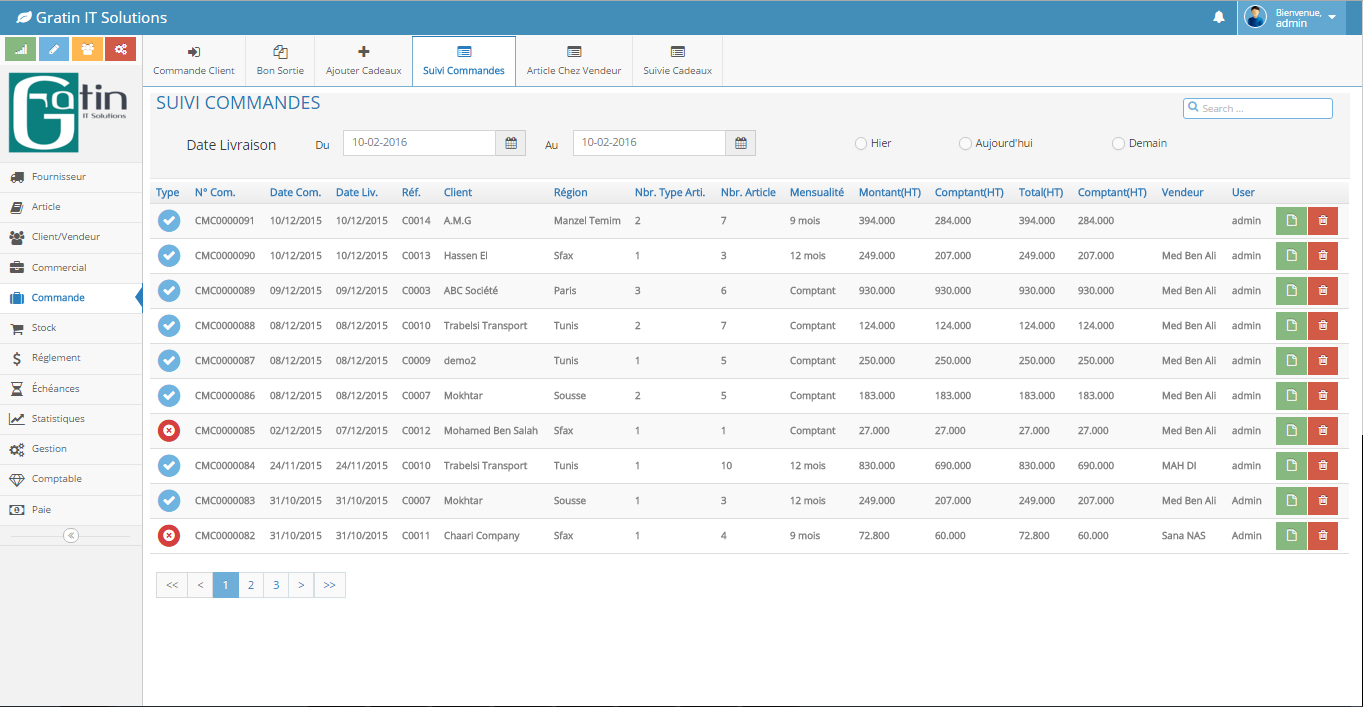 Gratin IT Solutions
Bienvenue,
admin
Gratin
IT Solutions
Commande Client
Bon Sortie
Ajouter Cadeaux
Suivi Commandes
Article Chez Vendeur
Suivie Cadeaux
Fournisseur
Article
Client/Vendeur
Commercial
Commande
Stock
Réglement
Échéances
Statistiques
Gestion
Comptable
Paie
SUIVI COMMANDES
Search ...
Date Livraison Du 10-02-2016 Au 10-02-2016 Hier Aujourd'hui Demain
Type N° Com. Date Com. Date Liv. Réf. Client Région Nbr. Type Arti. Nbr. Article Mensualité Montant(HT) Comptant(HT) Total(HT) Comptant(HT) Vendeur User
CMC0000091 10/12/2015 10/12/2015 C0014 A.M.G Manzel Temim 2 7 9 mois 394.000 284.000 394.000 284.000 admin
CMC0000090 10/12/2015 10/12/2015 C0013 Hassen El Sfax 1 3 12 mois 249.000 207.000 249.000 207.000 Med Ben Ali admin
CMC0000089 09/12/2015 09/12/2015 C0003 ABC Société Paris 3 6 Comptant 930.000 930.000 930.000 930.000 Med Ben Ali admin
CMC0000088 08/12/2015 08/12/2015 C0010 Trabelsi Transport Tunis 2 7 Comptant 124.000 124.000 124.000 124.000 Med Ben Ali admin
CMC0000087 08/12/2015 08/12/2015 C0009 demo2 Tunis 1 5 Comptant 250.000 250.000 250.000 250.000 Med Ben Ali admin
CMC0000086 08/12/2015 08/12/2015 C0007 Mokhtar Sousse 2 5 Comptant 183.000 183.000 183.000 183.000 Med Ben Ali admin
CMC0000085 02/12/2015 07/12/2015 C0012 Mohamed Ben Salah Sfax 1 1 Comptant 27.000 27.000 27.000 27.000 Med Ben Ali admin
CMC0000084 24/11/2015 24/11/2015 C0010 Trabelsi Transport Tunis 1 10 12 mois 830.000 690.000 830.000 690.000 MAH DI admin
CMC0000083 31/10/2015 31/10/2015 C0007 Mokhtar Sousse 1 3 12 mois 249.000 207.000 249.000 207.000 Med Ben Ali Admin
CMC0000082 31/10/2015 31/10/2015 C0011 Chaari Company Sfax 1 4 9 mois 72.800 60.000 72.800 60.000 Sana NAS Admin
<< < 1 2 3 > >>